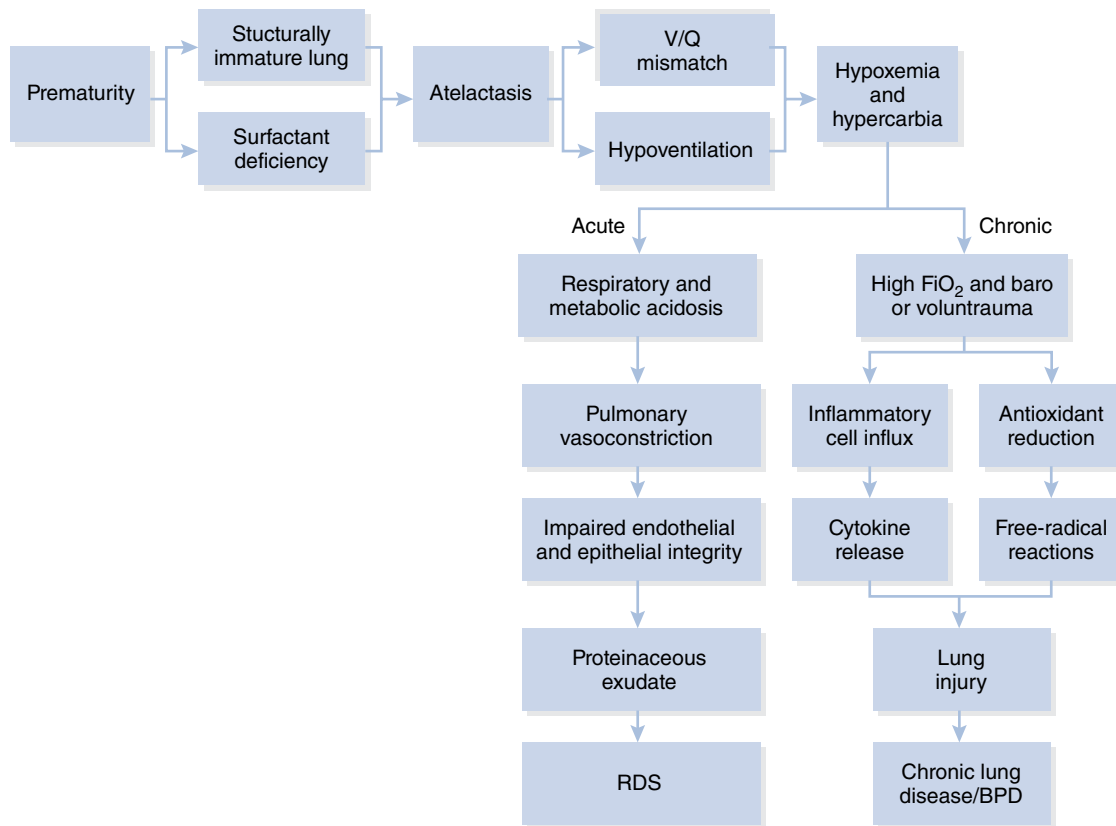 Prematurity
Stucturally
immature lung
Surfactant
deficiency
Atelactasis
V/Q
mismatch
Hypoventilation
Hypoxemia
and
hypercarbia
Acute
Chronic
Respiratory and
metabolic acidosis
Pulmonary
vasoconstriction
Impaired endothelial
and epithelial integrity
Proteinaceous
exudate
RDS
High FiO₂ and baro
or voluntrauma
Inflammatory
cell influx
Antioxidant
reduction
Cytokine
release
Free-radical
reactions
Lung
injury
Chronic lung
disease/BPD